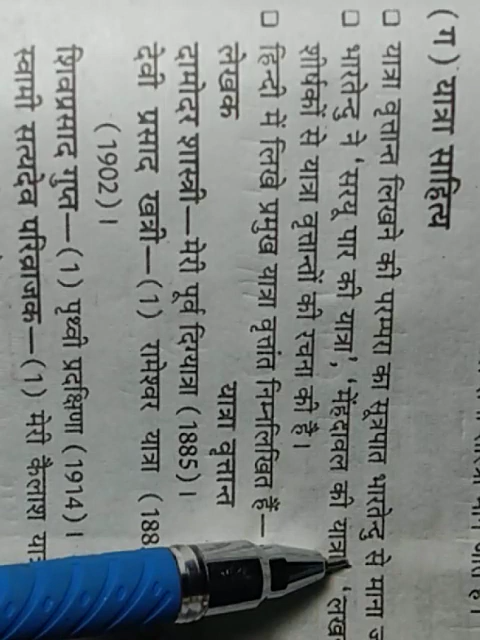 (ग) यात्रा साहित्य
यात्रा वृत्तान्त लिखने की परम्परा का सूत्रपात भारतेन्दु से माना
भारतेन्दु ने 'सरयू पार की यात्रा', 'मेंहदावल की यात्रा' 'लख
शीर्षकों से यात्रा वृत्तान्तों की रचना की है।
हिन्दी में लिखे प्रमुख यात्रा वृत्तांत निम्नलिखित हैं—
लेखक यात्रा वृत्तान्त
दामोदर शास्त्री—मेरी पूर्व दिग्यात्रा (1885)।
देवी प्रसाद खत्री—(1) रामेश्वर यात्रा (188
(1902)।
शिवप्रसाद गुप्त—(1) पृथ्वी प्रदक्षिणा (1914)।
स्वामी सत्यदेव परिव्राजक—(1) मेरी कैलाश